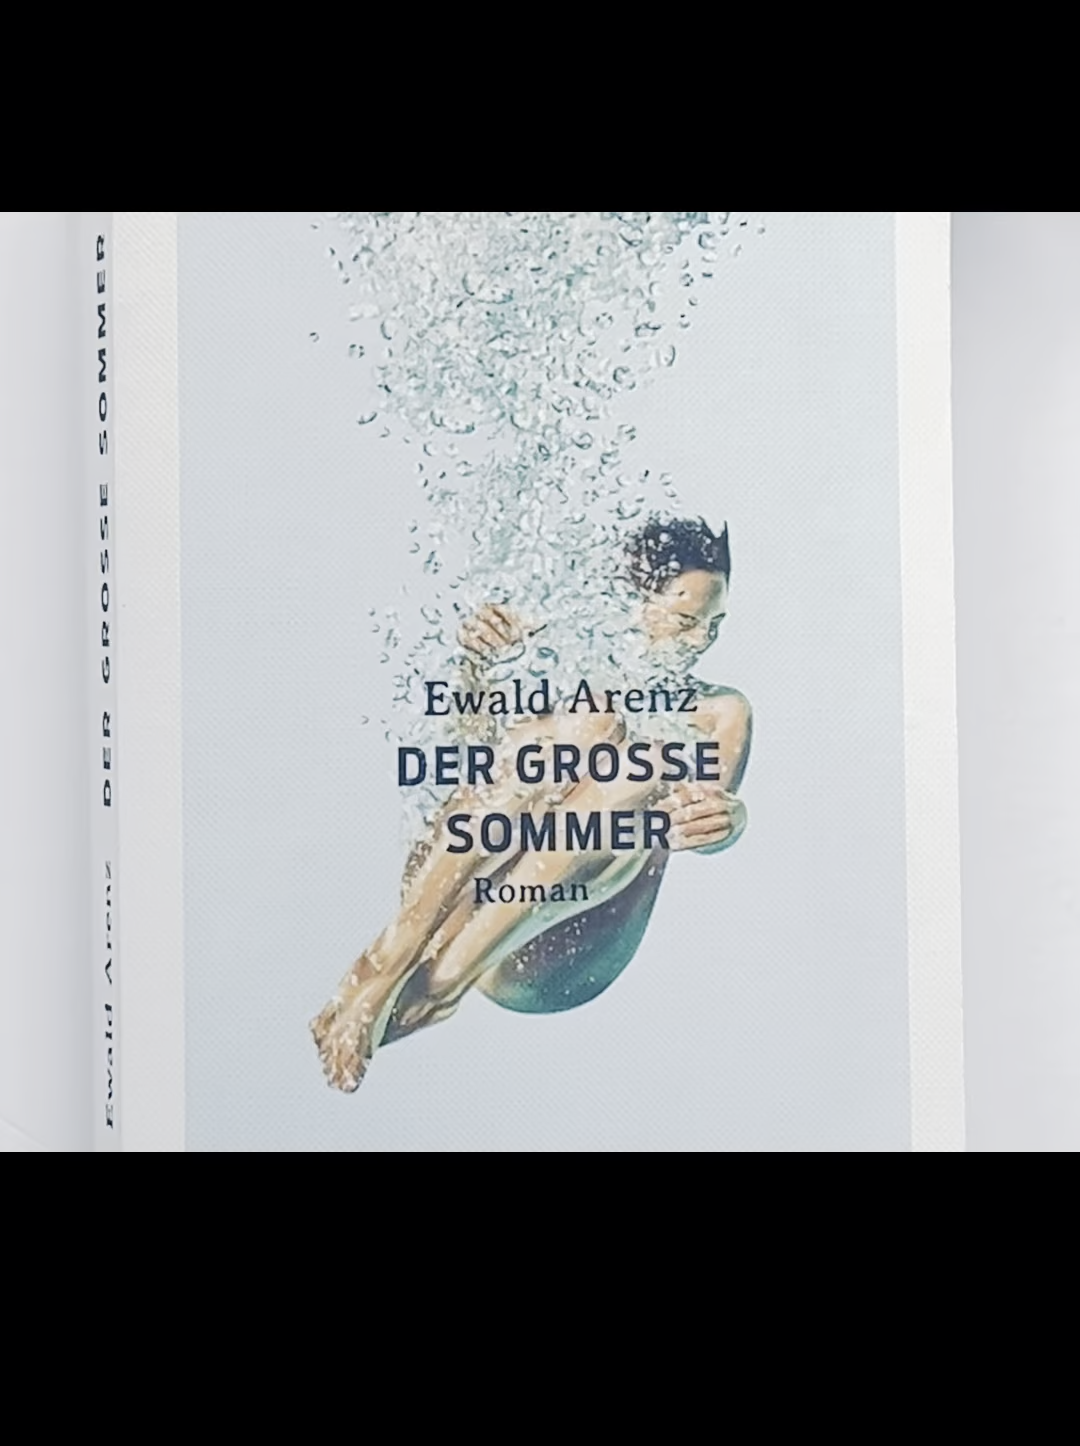 Ewald Arenz DER GROSSE SOMMER
Ewald Arenz
DER GROSSE
SOMMER
Roman